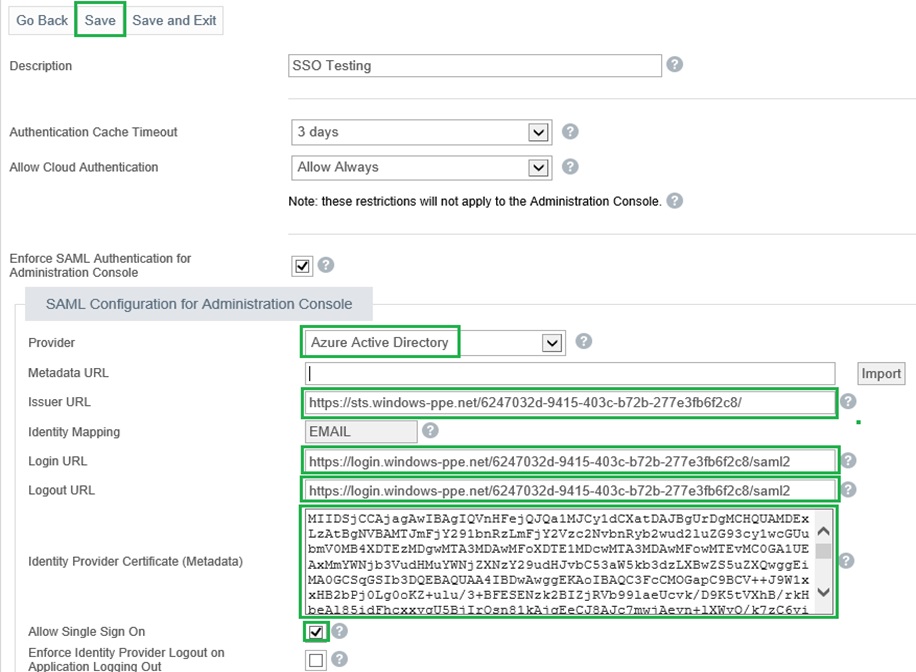 Go Back Save Save and Exit
Description SSO Testing
Authentication Cache Timeout 3 days
Allow Cloud Authentication Allow Always
Note: these restrictions will not apply to the Administration Console.
Enforce SAML Authentication for
Administration Console
SAML Configuration for Administration Console
Provider Azure Active Directory
Metadata URL Import
Issuer URL https://sts.windows-ppe.net/6247032d-9415-403c-b72b-277e3fb6f2c8/
Identity Mapping EMAIL
Login URL https://login.windows-ppe.net/6247032d-9415-403c-b72b-277e3fb6f2c8/saml2
Logout URL https://login.windows-ppe.net/6247032d-9415-403c-b72b-277e3fb6f2c8/saml2
Identity Provider Certificate (Metadata)
MIIDSjCCAjagAwIBAgIQVnHFejQJQa1MJCy1dCXatDAJBgUrDgMCHQUAMDEx
LzAtBgNVBAMTJmFjY291bnRzLmFjY2Vzc2NvbnRyb2wud2luZG93cy1wcGUu
bmV0MB4XDTEzMDgwMTA3MDAwMFoXDTE1MDcwMTA3MDAwMFowMTEvMC0GA1UE
AxMmYWNjb3VudHMuYWNjZXNzY29udHJvbC53aW5kb3dzLXBwZS5uZXQwggEi
MA0GCSqGSIb3DQEBAQUAA4IBDwAwggEKAoIBAQC3FcCMOGapC9BCV++J9W1x
xHB2bPj0Lg0oKZ+ulu/3+BFESENzk2BIZjRVb99laeUcvk/D9K5tVXhB/rkH
Allow Single Sign On
Enforce Identity Provider Logout on
Application Logging Out